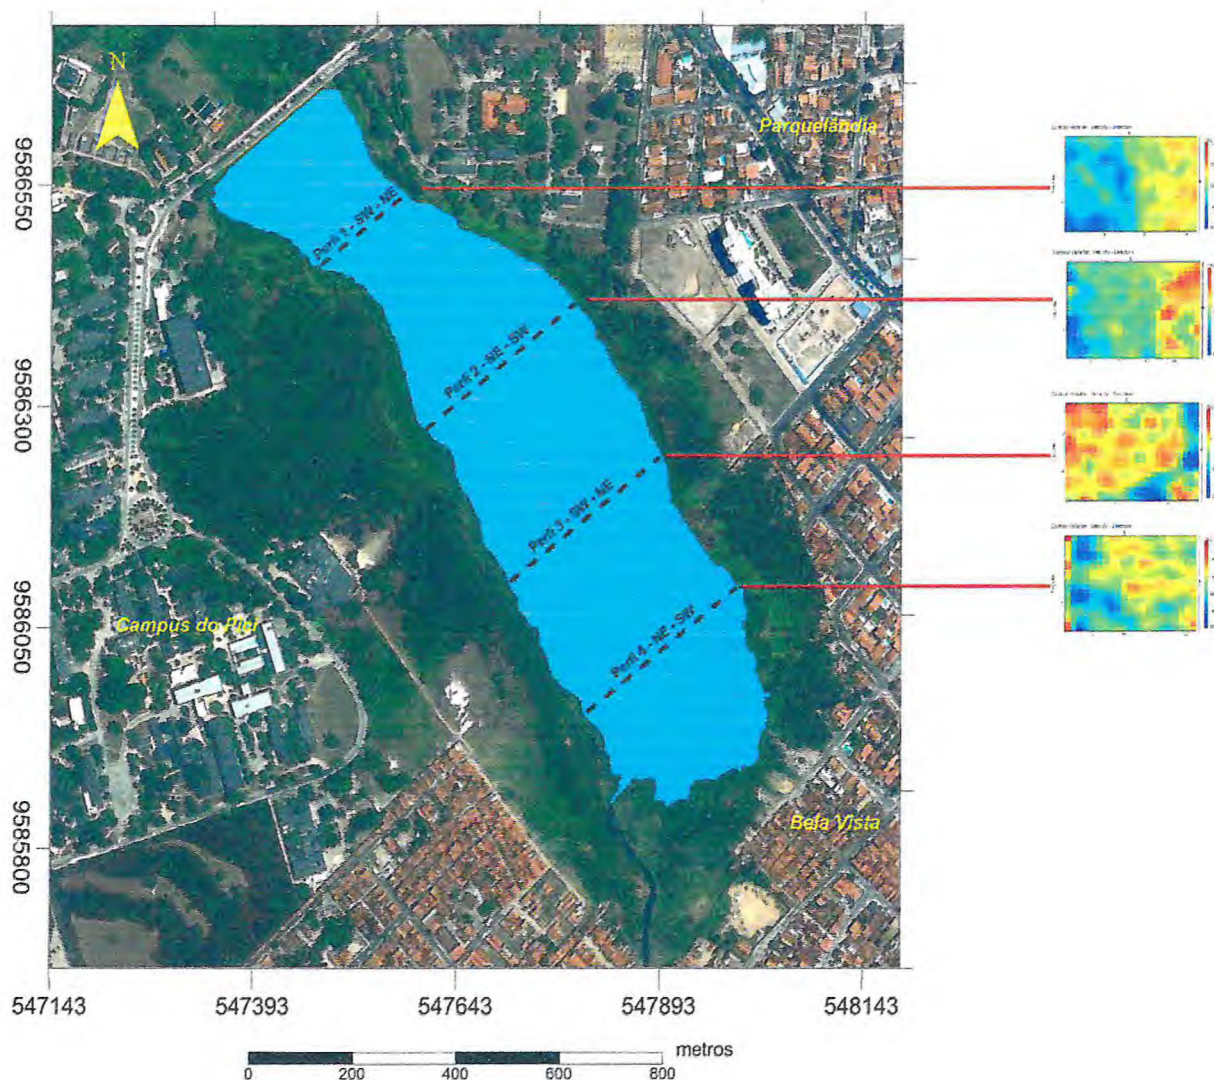 N
Parquelândia
Perfil 1 - SW - NE
Perfil 2 - NE - SW
Perfil 3 - SW - NE
Perfil 4 - NE - SW
Campus do Pici
Bela Vista
9586550
9586300
9586050
9585800
547143
547393
547643
547893
548143
metros
0
200
400
600
800